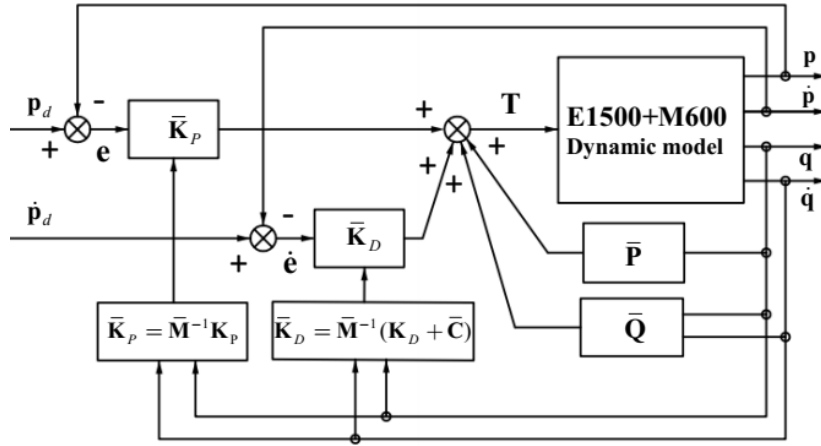 p
ṗ
q
q̇
p_d
-
+
e
K̄_P
+
T
+
E1500+M600
Dynamic model
ṗ_d
-
+
ė
K̄_D
+
+
P̄
Q̄
K̄_P = M̄⁻¹K_P
K̄_D = M̄⁻¹(K_D + C̄)